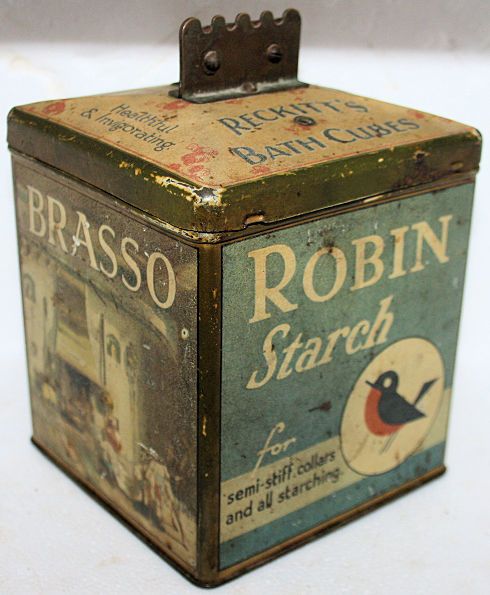 Healthful
& Invigorating
RECKITT'S
BATH CUBES
BRASSO
ROBIN
Starch
for
semi-stiff collars
and all starching.